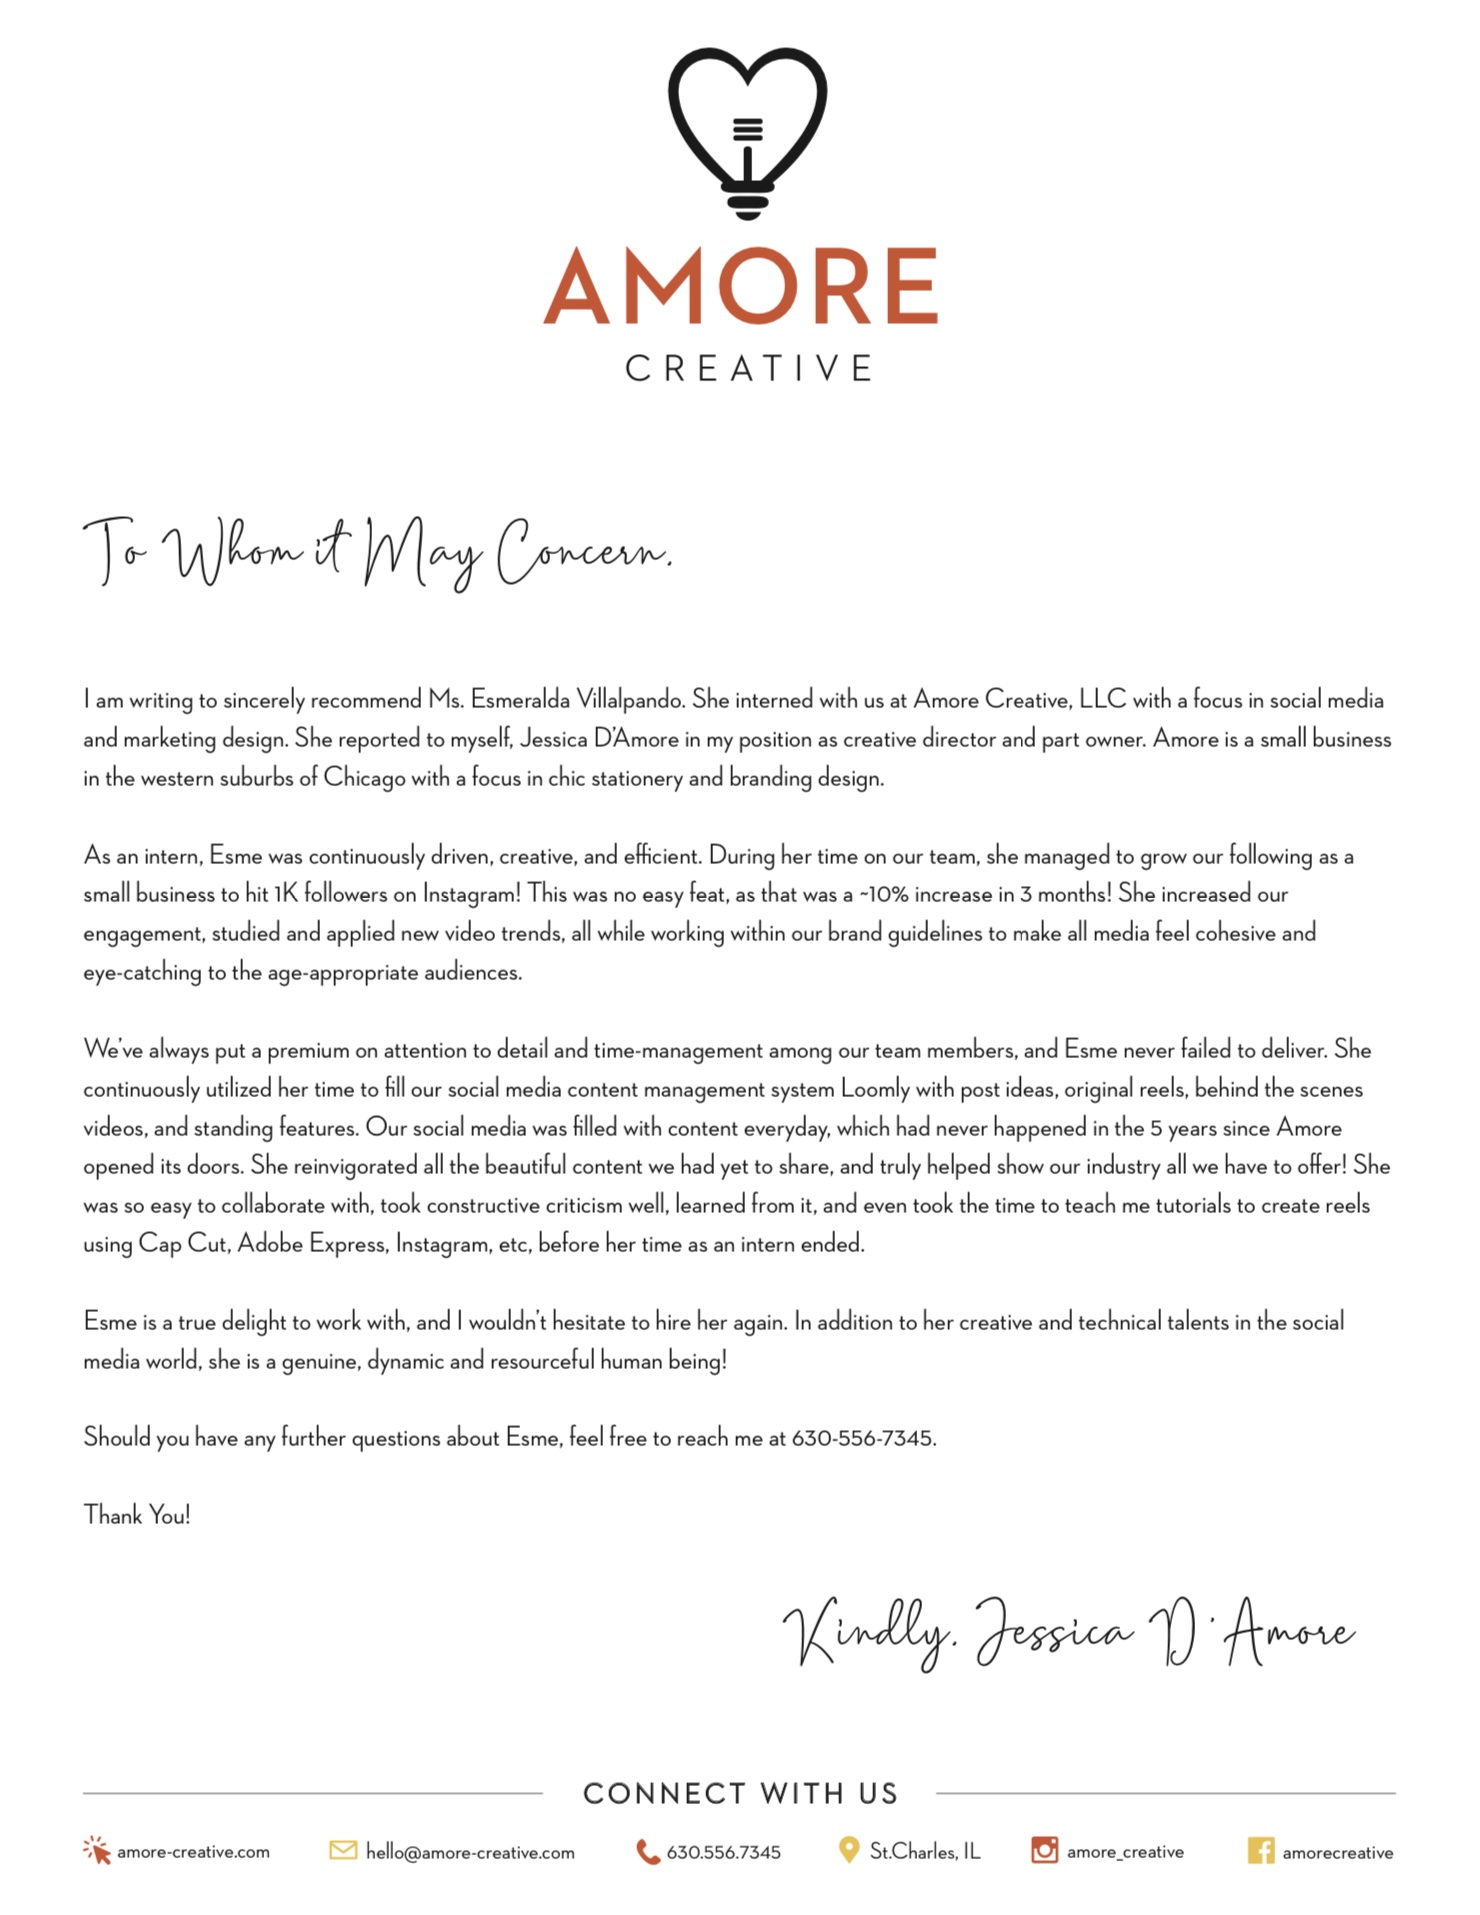 AMORE
CREATIVE
To Whom it May Concern.
I am writing to sincerely recommend Ms. Esmeralda Villalpando. She interned with us at Amore Creative, LLC with a focus in social media
and marketing design. She reported to myself, Jessica D'Amore in my position as creative director and part owner. Amore is a small business
in the western suburbs of Chicago with a focus in chic stationery and branding design.
As an intern, Esme was continuously driven, creative, and efficient. During her time on our team, she managed to grow our following as a
small business to hit 1K followers on Instagram! This was no easy feat, as that was a ~10% increase in 3 months! She increased our
engagement, studied and applied new video trends, all while working within our brand guidelines to make all media feel cohesive and
eye-catching to the age-appropriate audiences.
We've always put a premium on attention to detail and time-management among our team members, and Esme never failed to deliver. She
continuously utilized her time to fill our social media content management system Loomly with post ideas, original reels, behind the scenes
videos, and standing features. Our social media was filled with content everyday, which had never happened in the 5 years since Amore
opened its doors. She reinvigorated all the beautiful content we had yet to share, and truly helped show our industry all we have to offer! She
was so easy to collaborate with, took constructive criticism well, learned from it, and even took the time to teach me tutorials to create reels
using Cap Cut, Adobe Express, Instagram, etc, before her time as an intern ended.
Esme is a true delight to work with, and I wouldn't hesitate to hire her again. In addition to her creative and technical talents in the social
media world, she is a genuine, dynamic and resourceful human being!
Should you have any further questions about Esme, feel free to reach me at 630-556-7345.
Thank You!
Kindly. Jessica D'Amore
CONNECT WITH US
amore-creative.com hello@amore-creative.com 630.556.7345 St.Charles, IL amore_creative amorecreative